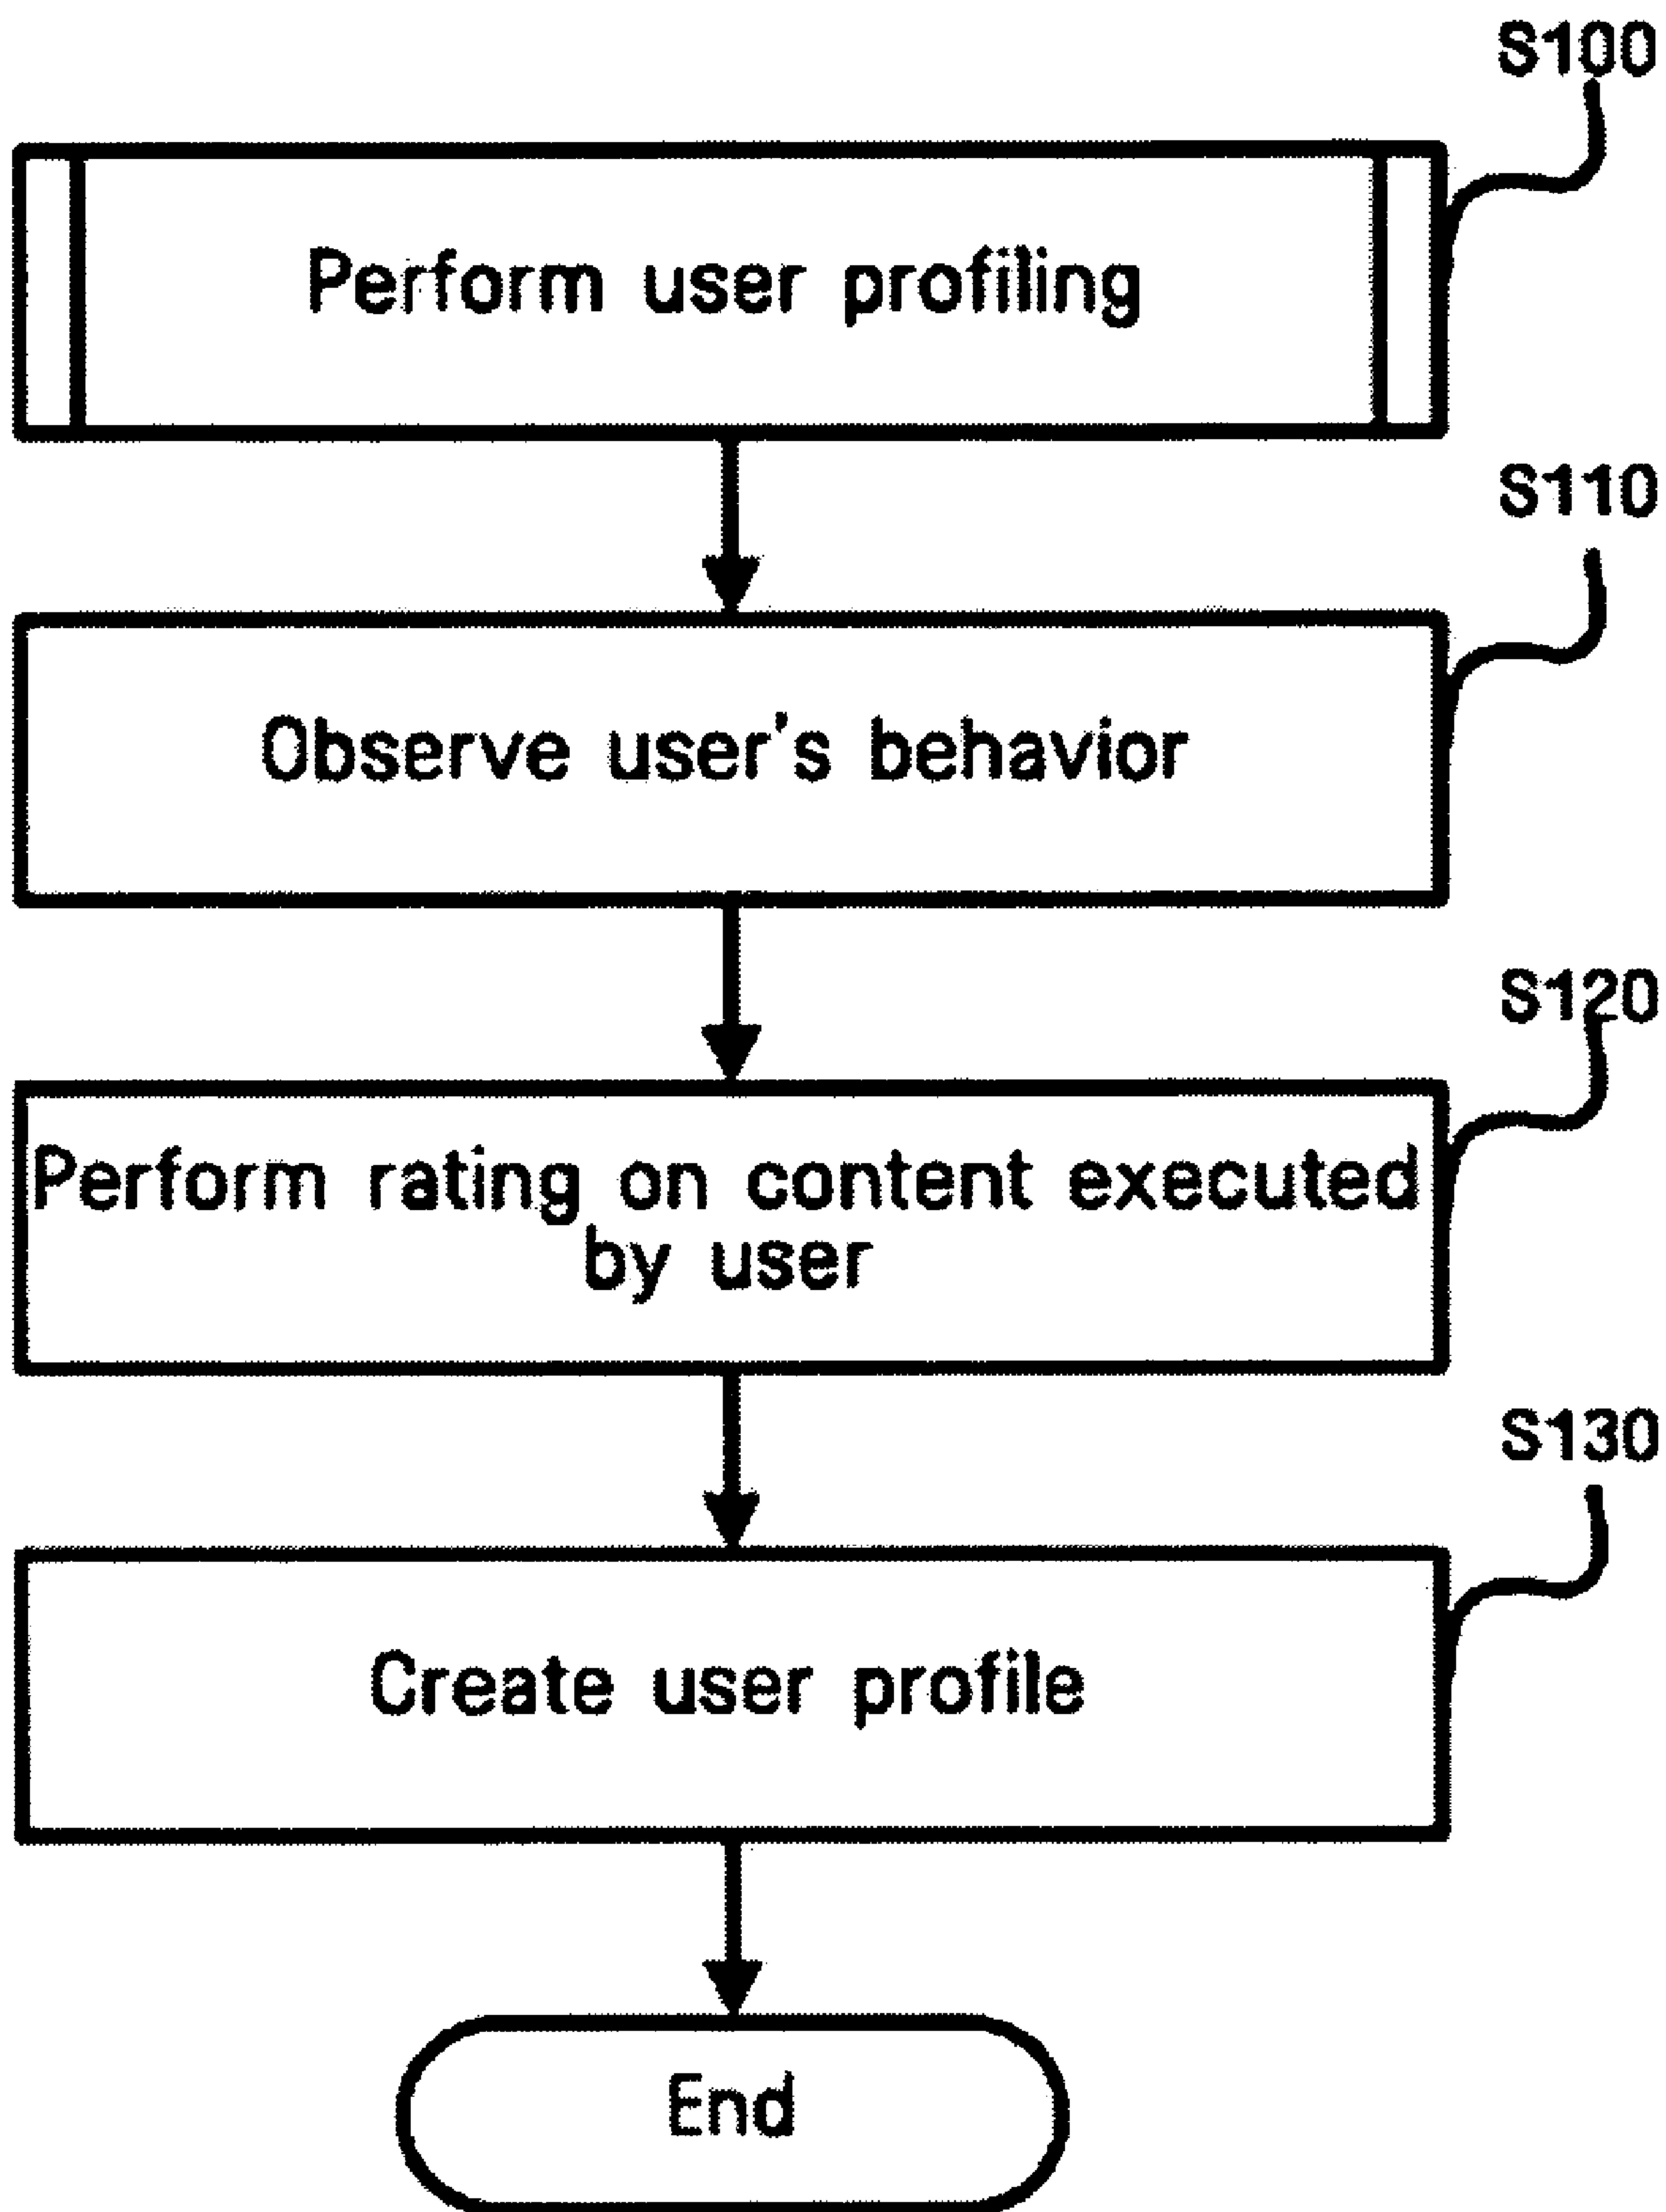 S100
Perform user profiling
S110
Observe user's behavior
S120
Perform rating on content executed
by user
S130
Create user profile
End